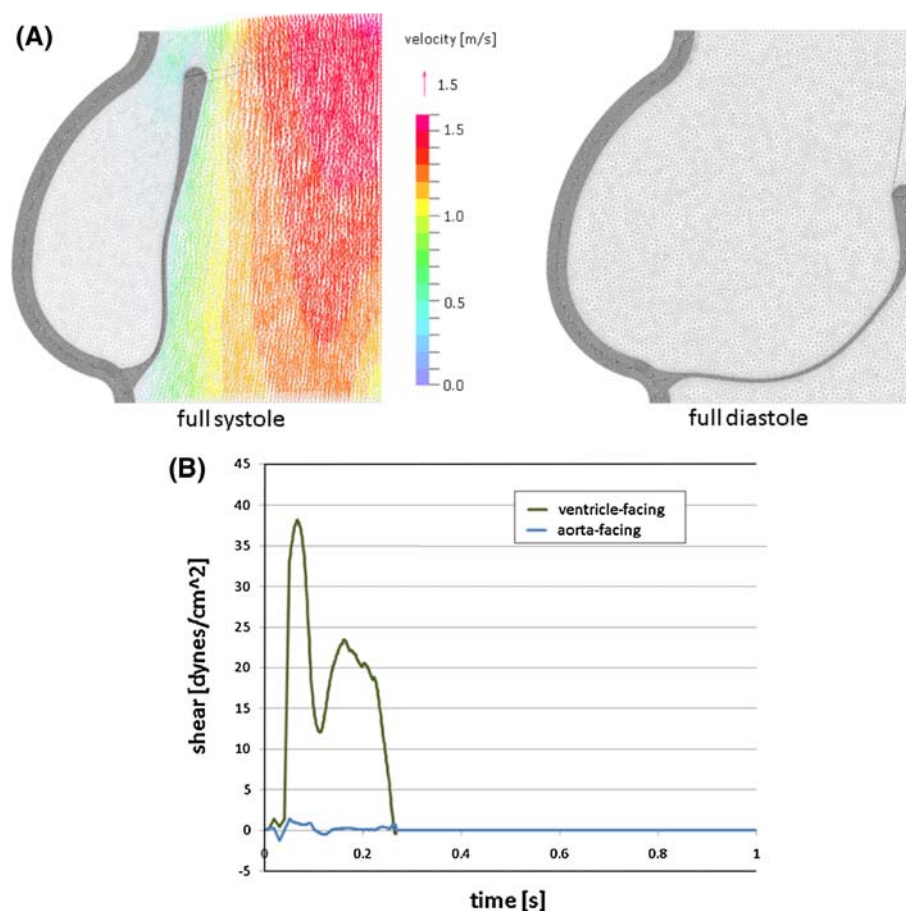 (A)
velocity [m/s]
1.5
1.5
1.0
0.5
0.0
full systole
full diastole
(B)
45
40
35
30
25
20
15
10
5
0
-5
shear [dynes/cm^2]
ventricle-facing
aorta-facing
0
0.2
0.4
0.6
0.8
1
time [s]